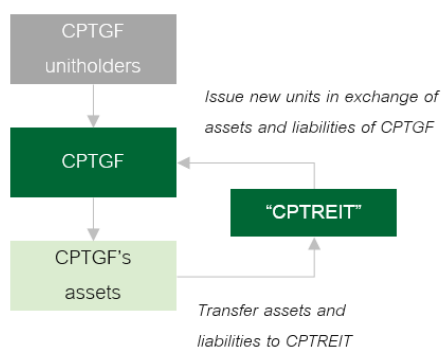 CPTGF
unitholders
Issue new units in exchange of
assets and liabilities of CPTGF
CPTGF
“CPTREIT”
CPTGF's
assets
Transfer assets and
liabilities to CPTREIT